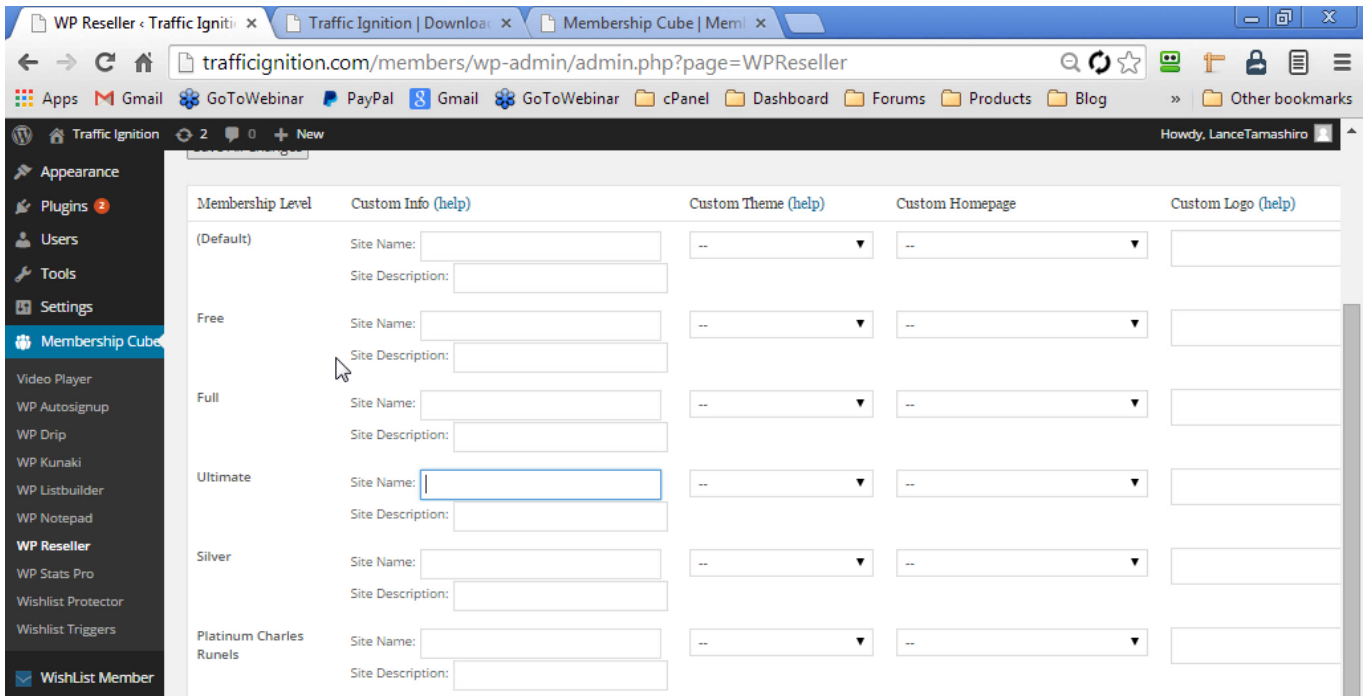 WP Reseller ‹ Traffic Igniti
Traffic Ignition | Downloa
Membership Cube | Mem
trafficignition.com/members/wp-admin/admin.php?page=WPReseller
Apps Gmail GoToWebinar PayPal Gmail GoToWebinar cPanel Dashboard Forums Products Blog » Other bookmarks
Traffic Ignition 2 0 + New Howdy, LanceTamashiro
Save All Changes
Appearance
Plugins 2
Users
Tools
Settings
Membership Cube
Video Player
WP Autosignup
WP Drip
WP Kunaki
WP Listbuilder
WP Notepad
WP Reseller
WP Stats Pro
Wishlist Protector
Wishlist Triggers
WishList Member
Membership Level Custom Info (help) Custom Theme (help) Custom Homepage Custom Logo (help)
(Default) Site Name: -- --
Site Description:
Free Site Name: -- --
Site Description:
Full Site Name: -- --
Site Description:
Ultimate Site Name: -- --
Site Description:
Silver Site Name: -- --
Site Description:
Platinum Charles
Runels
Site Name: -- --
Site Description: